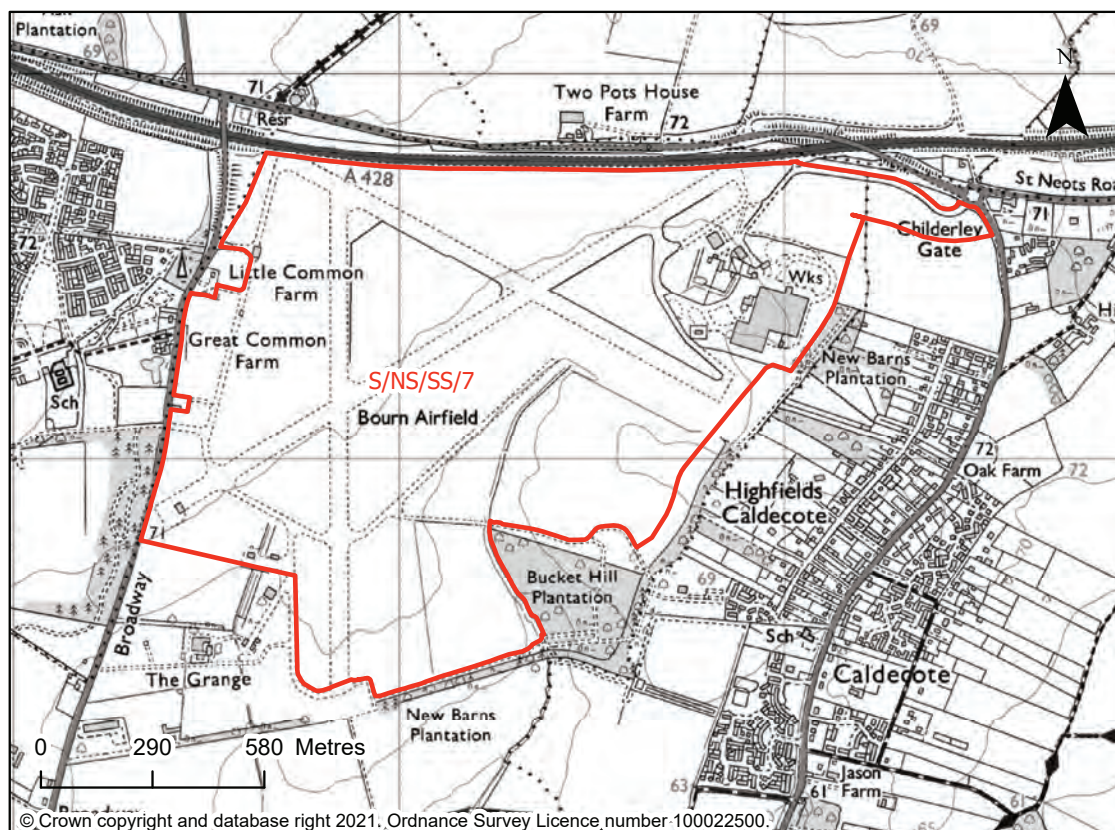 Plantation
69
71
Resr
Two Pots House
Farm
72
69
70
N
A 428
St Neots Ro
71
Childerley
Gate
72
Little Common
Farm
Wks
Great Common
Farm
New Barns
Plantation
Sch
S/NS/SS/7
Bourn Airfield
72
Oak Farm
72
Highfields
Caldecote
71
Bucket Hill
Plantation
69
70
Broadway
Sch
The Grange
Caldecote
New Barns
Plantation
0 290 580 Metres
63
Jason
Farm
61
61
© Crown copyright and database right 2021. Ordnance Survey Licence number 100022500.